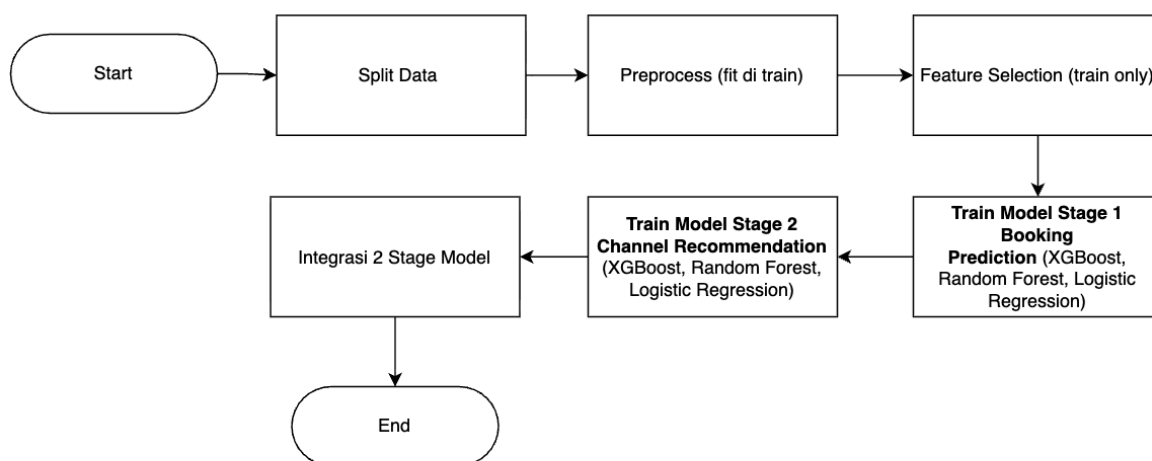 Start
Split Data
Preprocess (fit di train)
Feature Selection (train only)
Train Model Stage 1
Booking
Prediction (XGBoost,
Random Forest, Logistic
Regression)
Train Model Stage 2
Channel Recommendation
(XGBoost, Random Forest,
Logistic Regression)
Integrasi 2 Stage Model
End